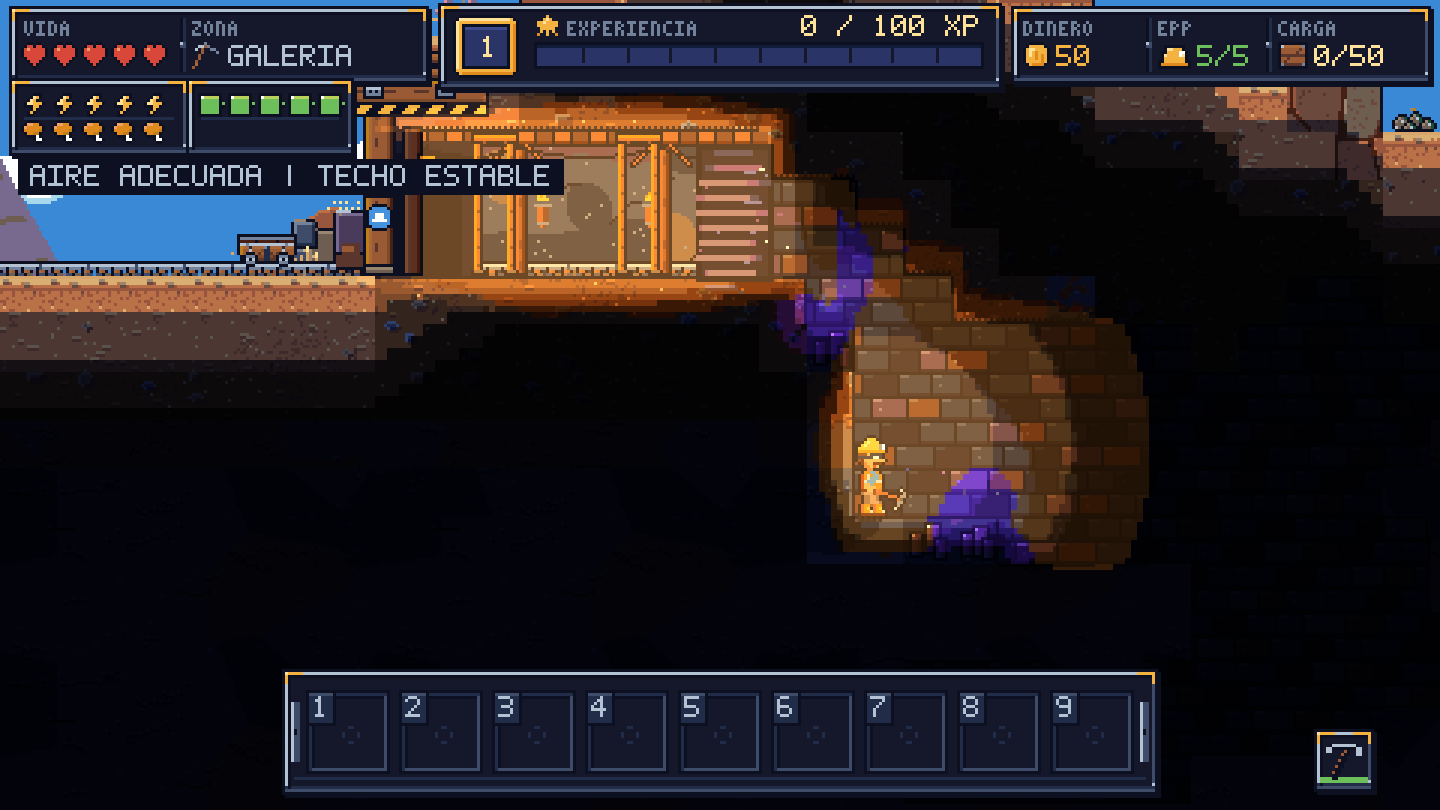 VIDA
ZONA
GALERIA
1
EXPERIENCIA
0 / 100 XP
DINERO
50
EPP
5/5
CARGA
0/50
AIRE ADECUADA | TECHO ESTABLE
1
2
3
4
5
6
7
8
9